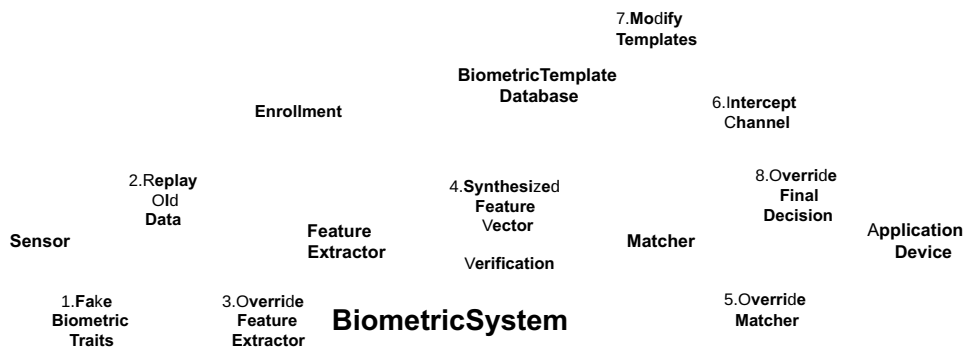 7.Modify
Templates
BiometricTemplate
Database
Enrollment
6.Intercept
Channel
2.Replay
Old
Data
4.Synthesized
Feature
Vector
8.Override
Final
Decision
Sensor
Feature
Extractor
Matcher
Application
Device
Verification
1.Fake
Biometric
Traits
3.Override
Feature
Extractor
BiometricSystem
5.Override
Matcher